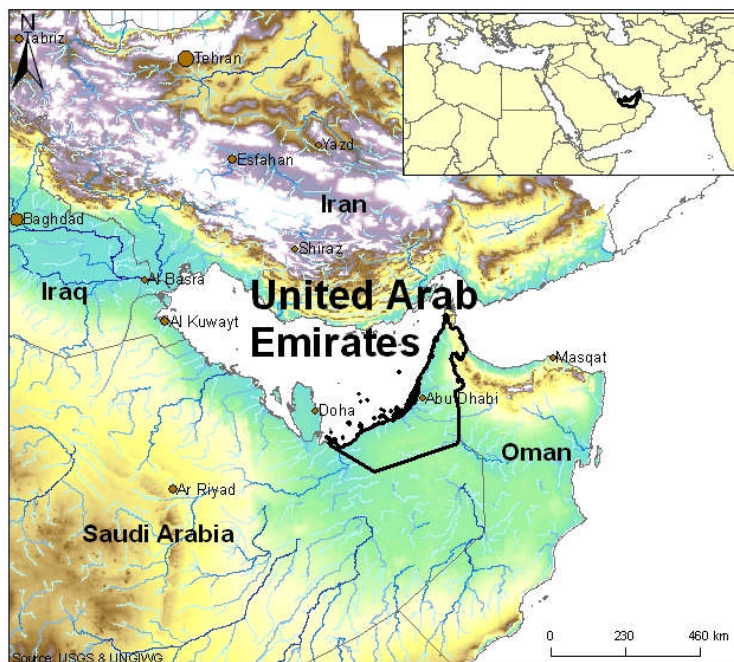 N
Tabriz
Tehran
Yazd
Esfahan
Iran
Baghdad
Shiraz
Al Basra
Iraq
United Arab
Emirates
Al Kuwayt
Masqat
Abu Dhabi
Doha
Oman
Ar Riyad
Saudi Arabia
0 230 460 km
Source: USGS & UNGIWG